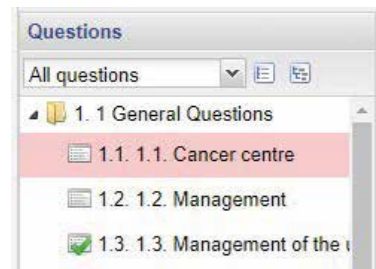 Questions
All questions
1. 1 General Questions
1.1. 1.1. Cancer centre
1.2. 1.2. Management
1.3. 1.3. Management of the